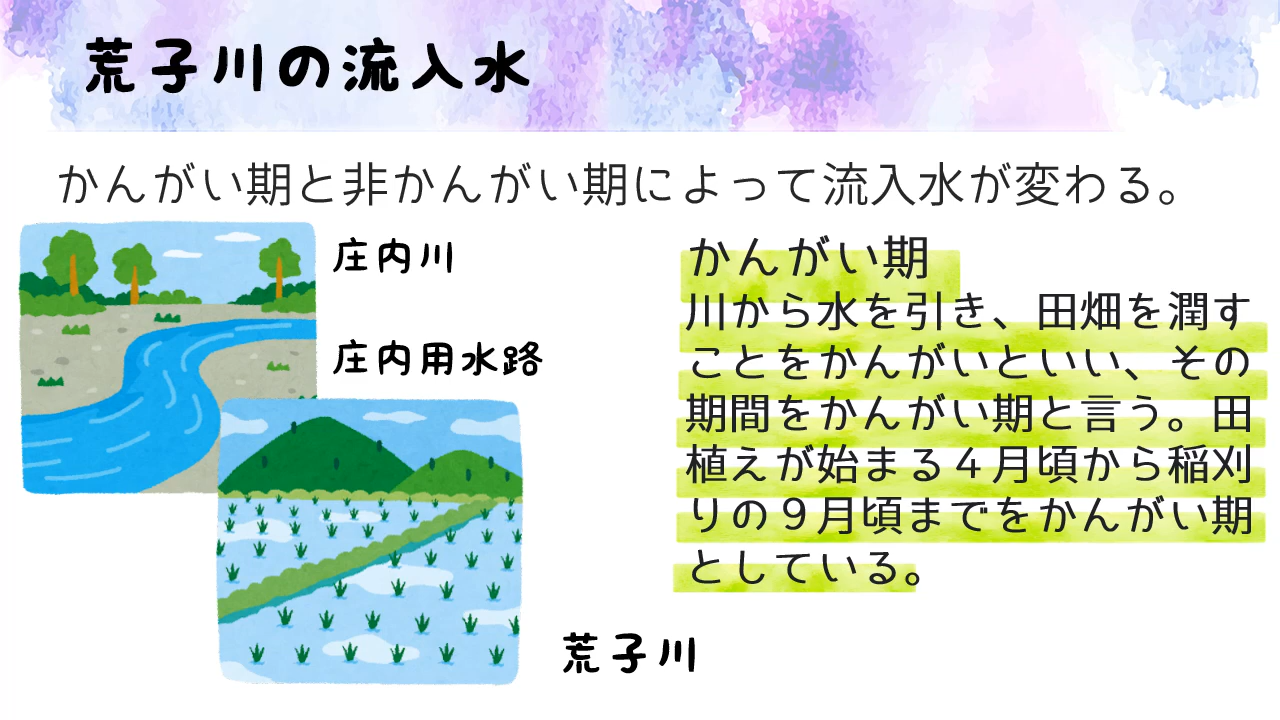 荒子川の流入水
かんがい期と非かんがい期によって流入水が変わる。
庄内川
庄内用水路
かんがい期
川から水を引き、田畑を潤す
ことをかんがいといい、その
期間をかんがい期と言う。田
植えが始まる４月頃から稲刈
りの９月頃までをかんがい期
としている。
荒子川